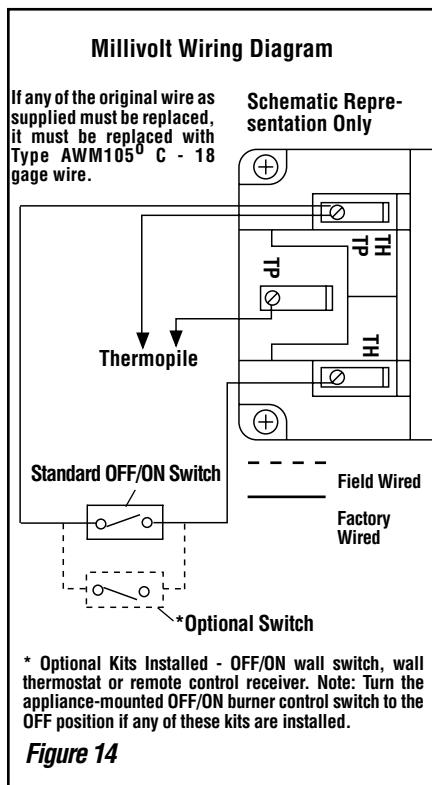 Millivolt Wiring Diagram
If any of the original wire as
supplied must be replaced,
it must be replaced with
Type AWM105⁰ C - 18
gage wire.
Schematic Repre-
sentation Only
TH
TP
TP
TH
Thermopile
Standard OFF/ON Switch
Field Wired
Factory
Wired
*Optional Switch
* Optional Kits Installed - OFF/ON wall switch, wall
thermostat or remote control receiver. Note: Turn the
appliance-mounted OFF/ON burner control switch to the
OFF position if any of these kits are installed.
Figure 14